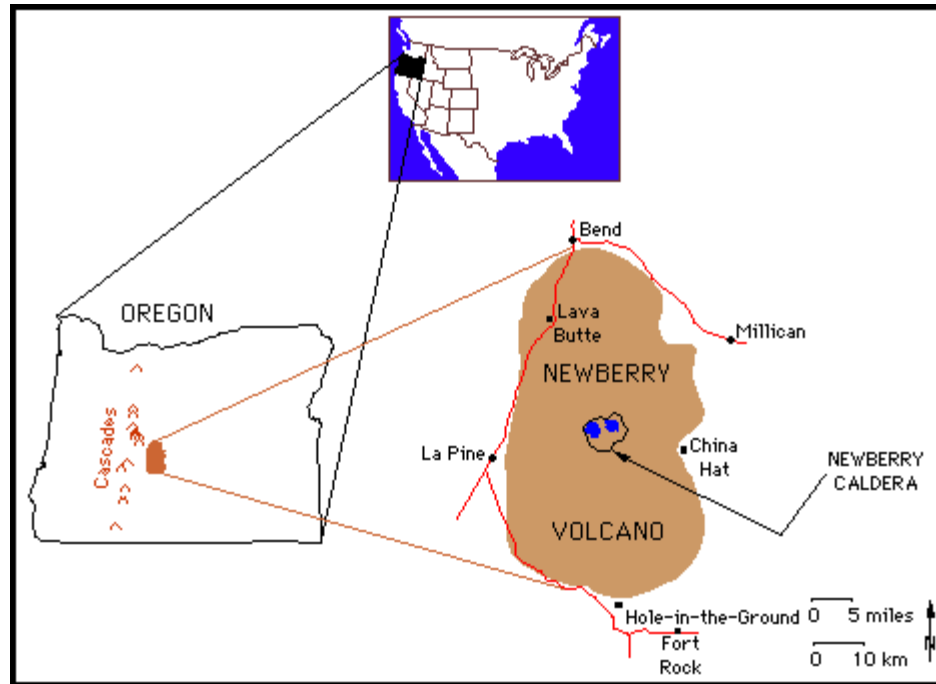 Bend
OREGON
Lava
Butte
Millican
NEWBERRY
Cascades
La Pine
China
Hat
NEWBERRY
CALDERA
VOLCANO
Hole-in-the-Ground
0 5 miles
Fort
Rock
N
0 10 km